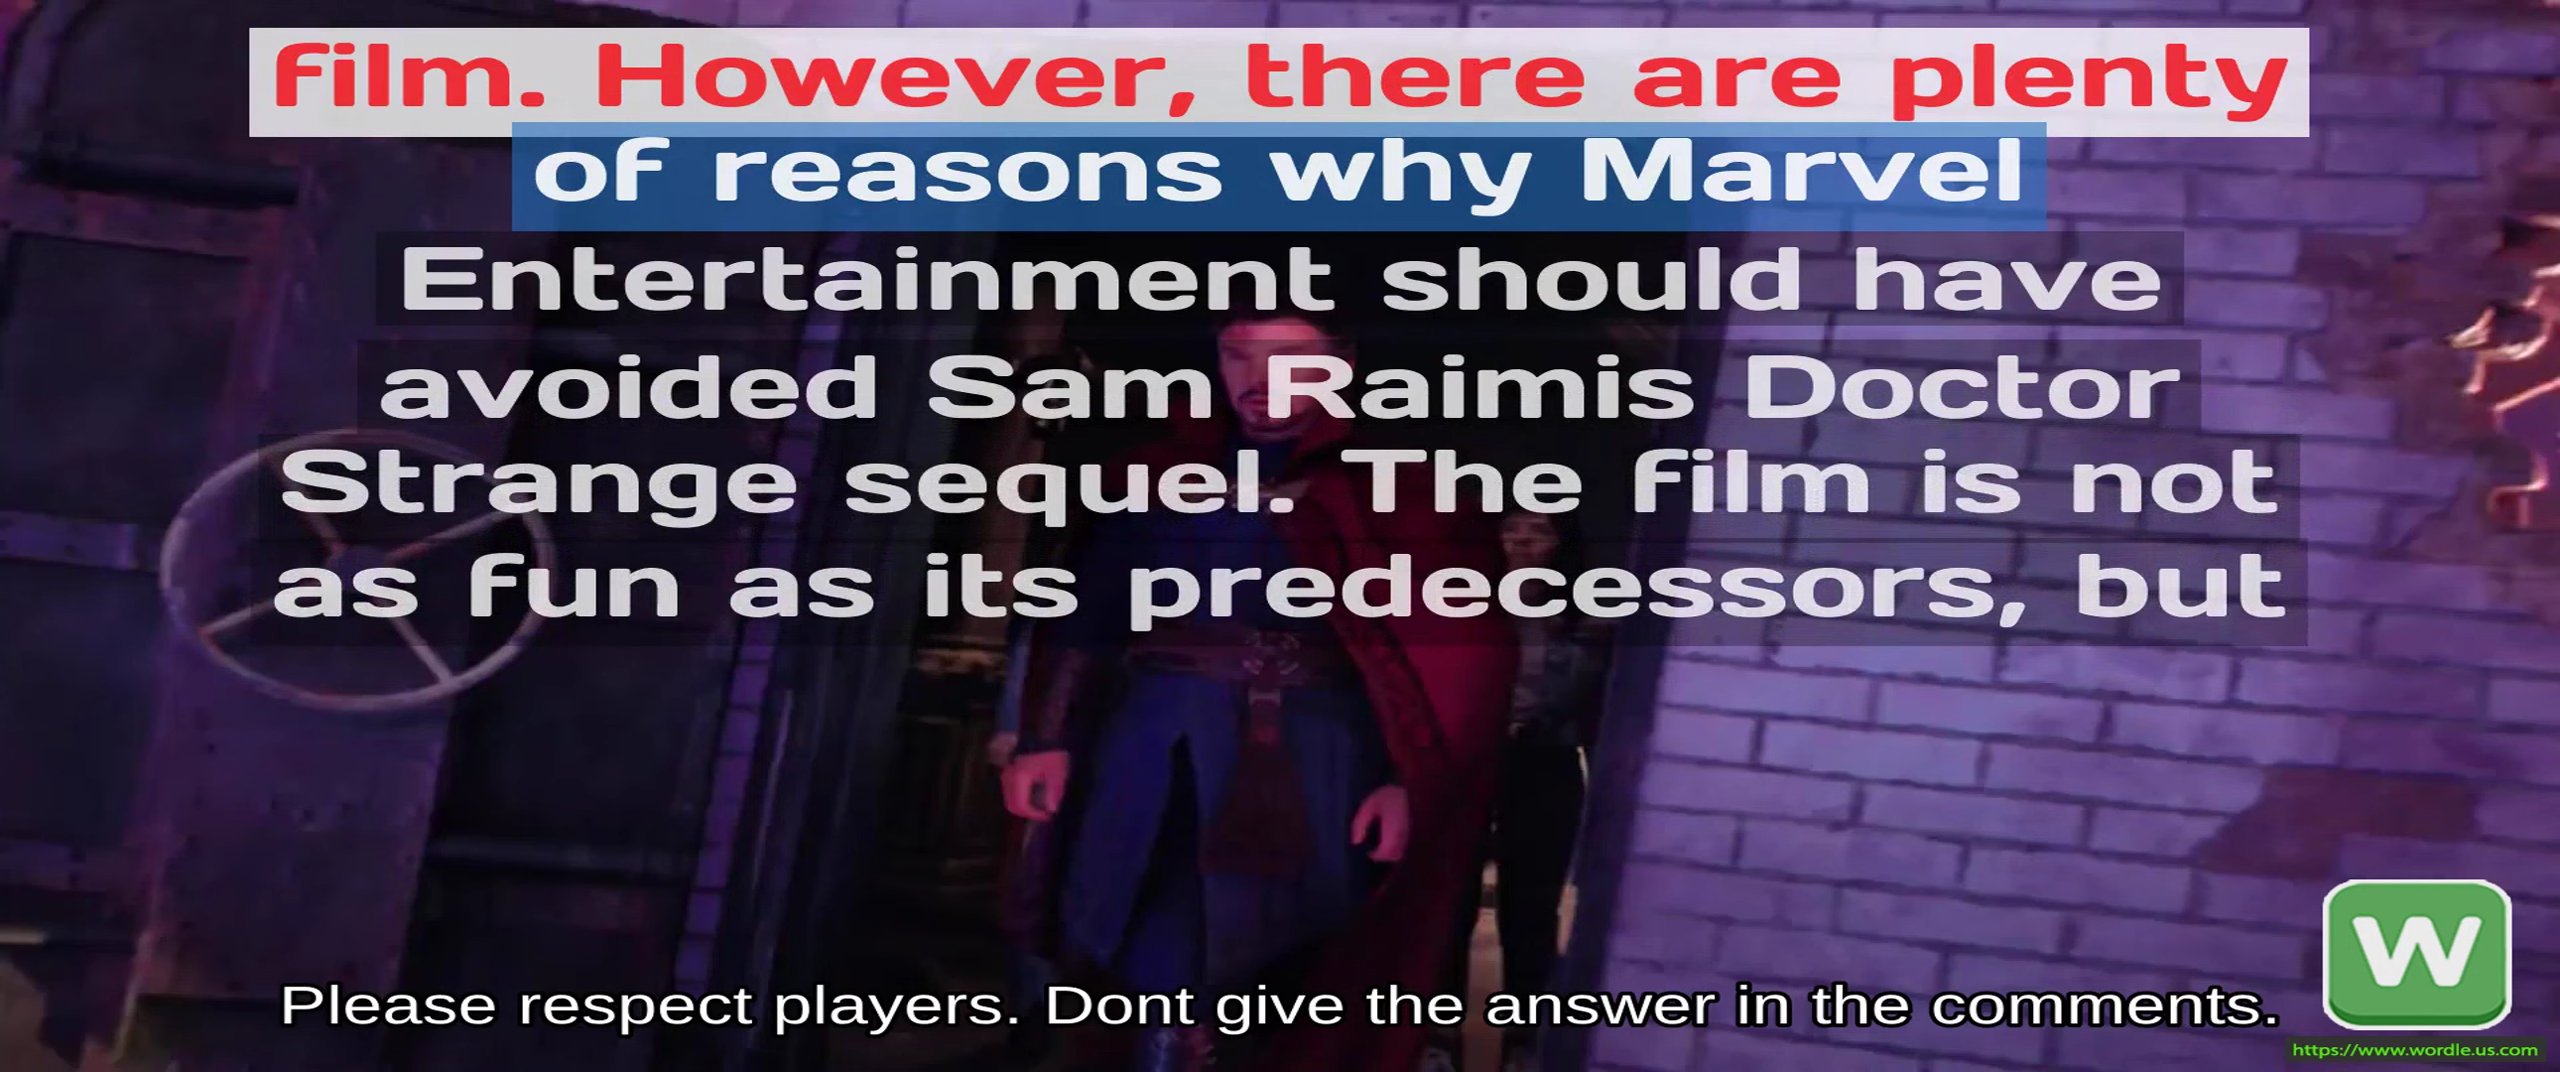 film. However, there are plenty
of reasons why Marvel
Entertainment should have
avoided Sam Raimis Doctor
Strange sequel. The film is not
as fun as its predecessors, but
W
Please respect players. Dont give the answer in the comments.
https://www.wordle.us.com